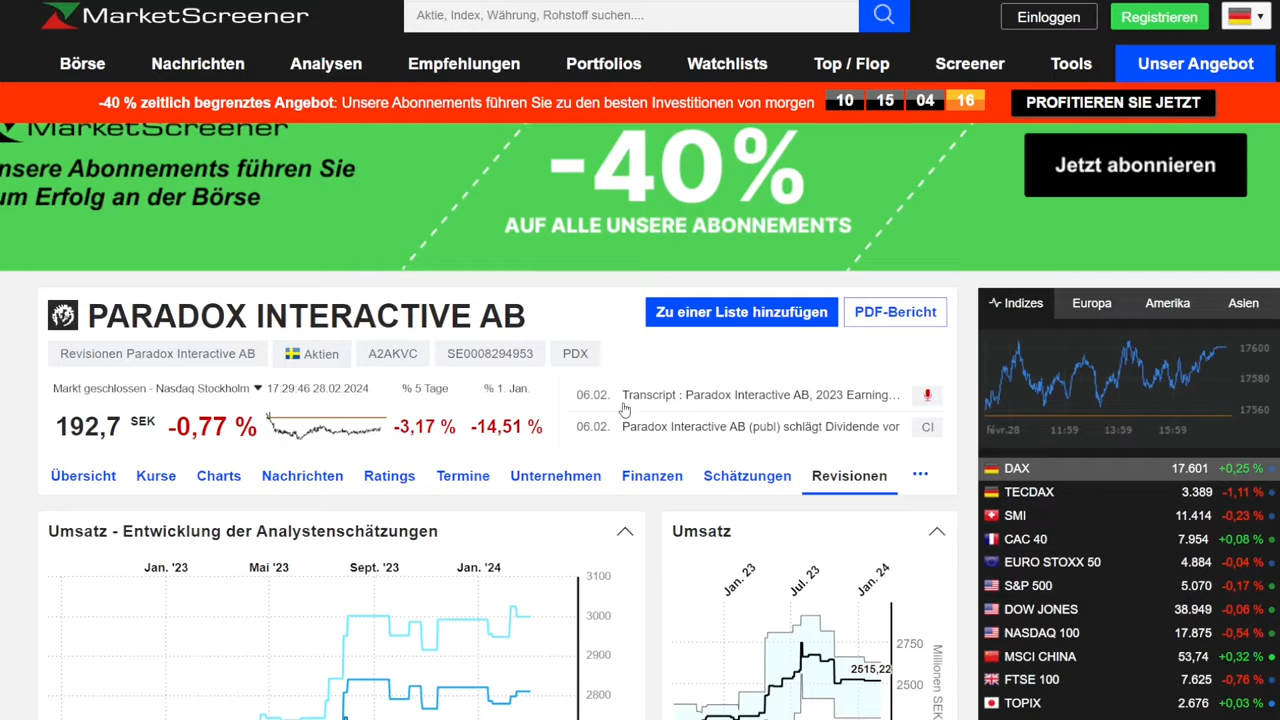 MarketScreener
Aktie, Index, Währung, Rohstoff suchen....
Einloggen
Registrieren
Börse
Nachrichten
Analysen
Empfehlungen
Portfolios
Watchlists
Top / Flop
Screener
Tools
Unser Angebot
-40 % zeitlich begrenztes Angebot: Unsere Abonnements führen Sie zu den besten Investitionen von morgen
10 15 04 16
PROFITIEREN SIE JETZT
MarketScreener
nsere Abonnements führen Sie
um Erfolg an der Börse
-40%
AUF ALLE UNSERE ABONNEMENTS
Jetzt abonnieren
PARADOX INTERACTIVE AB
Zu einer Liste hinzufügen
PDF-Bericht
Revisionen Paradox Interactive AB
Aktien
A2AKVC
SE0008294953
PDX
Markt geschlossen - Nasdaq Stockholm 17:29:46 28.02.2024
% 5 Tage
% 1. Jan.
192,7 SEK -0,77 %
-3,17 %
-14,51 %
06.02. Transcript : Paradox Interactive AB, 2023 Earning...
06.02. Paradox Interactive AB (publ) schlägt Dividende vor CI
Übersicht
Kurse
Charts
Nachrichten
Ratings
Termine
Unternehmen
Finanzen
Schätzungen
Revisionen
...
Umsatz - Entwicklung der Analystenschätzungen
Jan. '23
Mai '23
Sept. '23
Jan. '24
3100
3000
2900
2800
Umsatz
Jan. 23
Jul. 23
Jan. 24
2750
2515,22
2500
Millionen SEK
Indizes
Europa
Amerika
Asien
17600
17580
17560
févr.28
11:59
13:59
15:59
DAX 17.601 +0,25 %
TECDAX 3.389 -1,11 %
SMI 11.414 -0,23 %
CAC 40 7.954 +0,08 %
EURO STOXX 50 4.884 -0,04 %
S&P 500 5.070 -0,17 %
DOW JONES 38.949 -0,06 %
NASDAQ 100 17.875 -0,54 %
MSCI CHINA 53,74 +0,32 %
FTSE 100 7.625 -0,76 %
TOPIX 2.676 +0,03 %